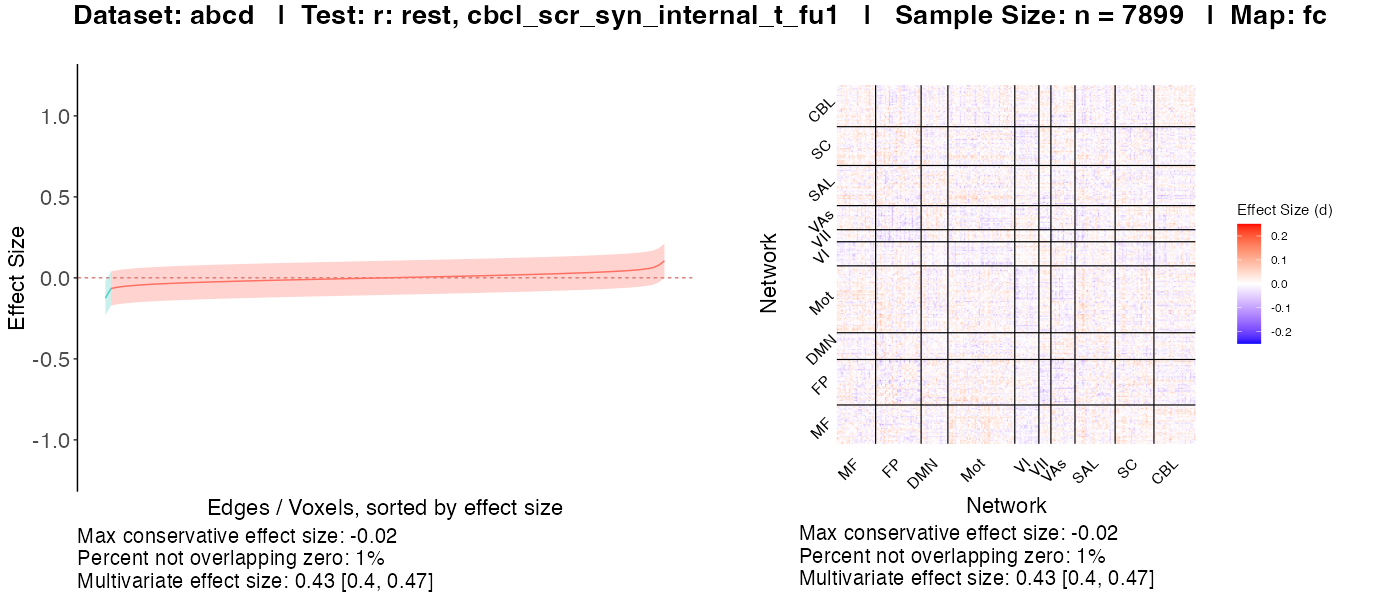 Dataset: abcd | Test: r: rest, cbcl_scr_syn_internal_t_fu1 | Sample Size: n = 7899 | Map: fc
Effect Size
1.0
0.5
0.0
-0.5
-1.0
Edges / Voxels, sorted by effect size
Max conservative effect size: -0.02
Percent not overlapping zero: 1%
Multivariate effect size: 0.43 [0.4, 0.47]
Network
CBL
SC
SAL
VAs
VII
VI
Mot
DMN
FP
MF
MF
FP
DMN
Mot
VI
VII
VAs
SAL
SC
CBL
Network
Max conservative effect size: -0.02
Percent not overlapping zero: 1%
Multivariate effect size: 0.43 [0.4, 0.47]
Effect Size (d)
0.2
0.1
0.0
-0.1
-0.2